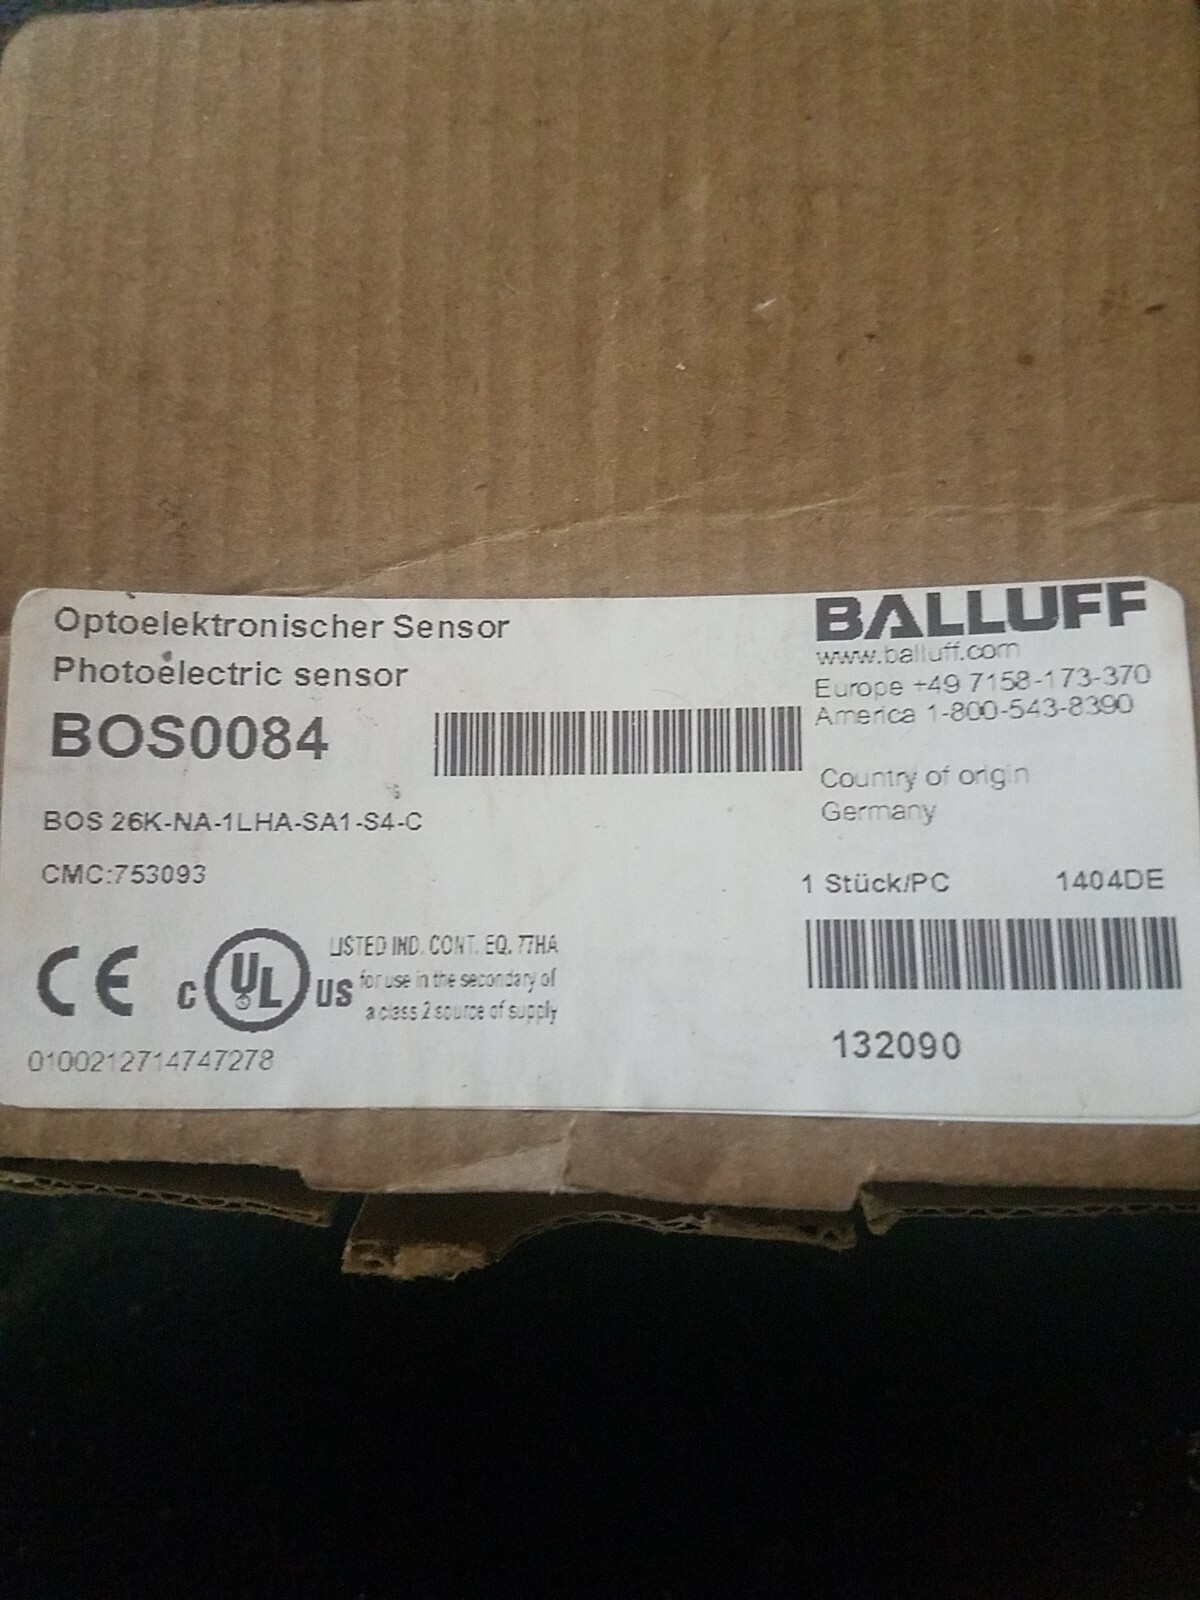 Optoelektronischer Sensor
Photoelectric sensor
BOS0084
BOS 26K-NA-1LHA-SA1-S4-C
CMC:753093
CE
c UL US
LISTED IND. CONT. EQ. 77HA
for use in the secondary of
a class 2 source of supply
0100212714747278
BALLUFF
www.balluff.com
Europe +49 7158-173-370
America 1-800-543-8390
Country of origin
Germany
1 Stück/PC 1404DE
132090